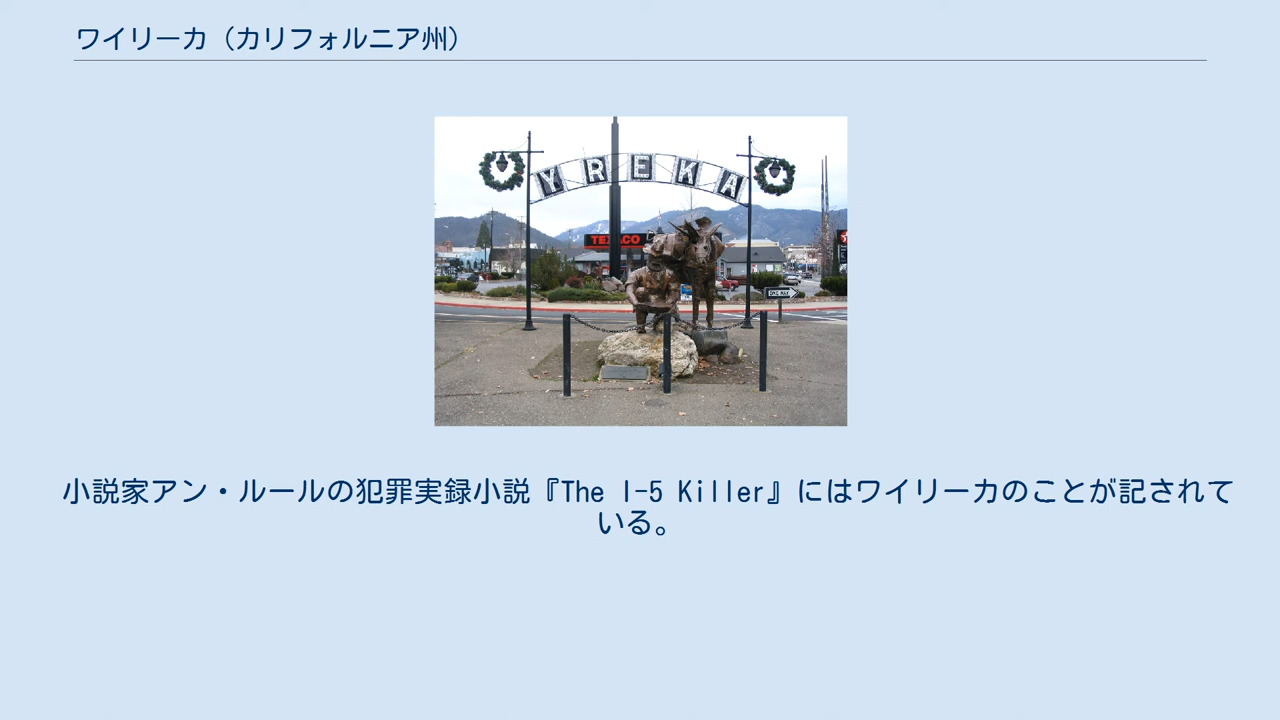 ワイリーカ（カリフォルニア州）
YREKA
TEXACO
ONE WAY
小説家アン・ルールの犯罪実録小説『The I-5 Killer』にはワイリーカのことが記されて
いる。